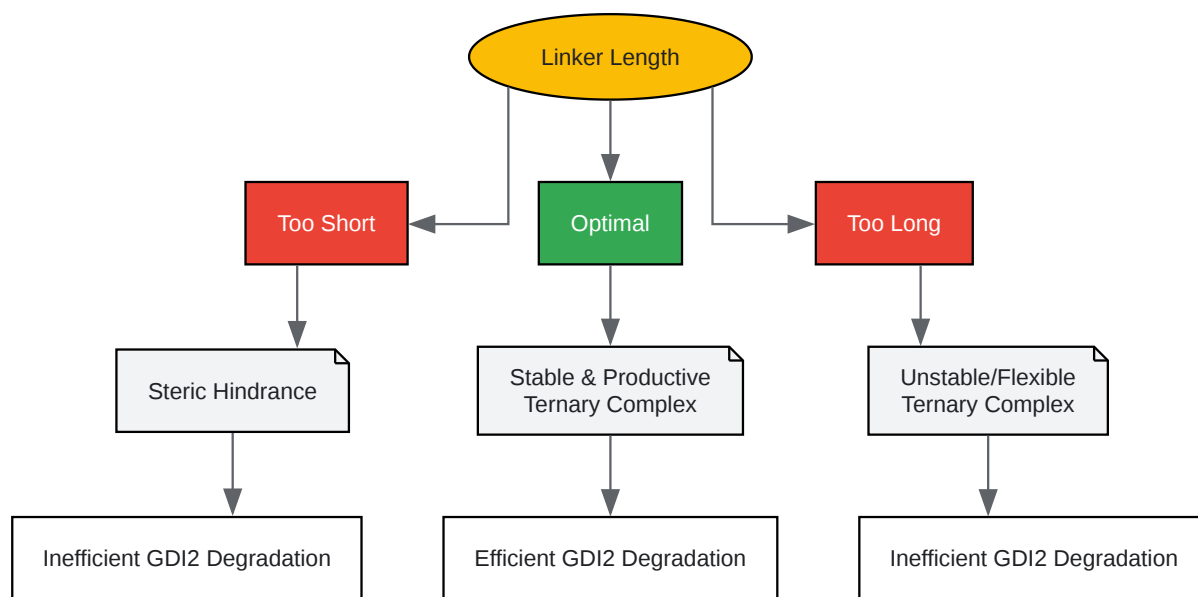 Linker Length
Too Short
Optimal
Too Long
Steric Hindrance
Stable & Productive
Ternary Complex
Unstable/Flexible
Ternary Complex
Inefficient GDI2 Degradation
Efficient GDI2 Degradation
Inefficient GDI2 Degradation